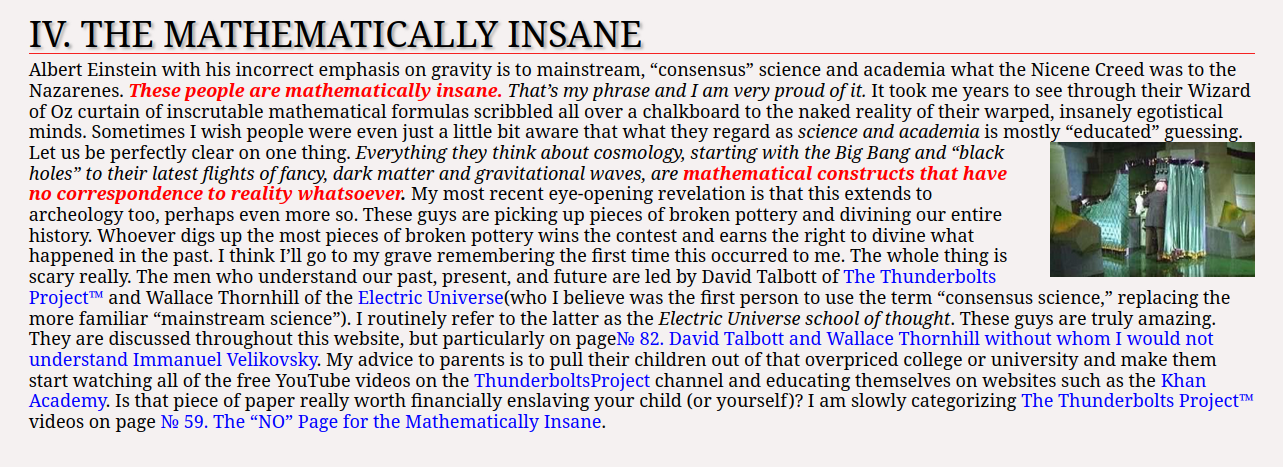 IV. THE MATHEMATICALLY INSANE
Albert Einstein with his incorrect emphasis on gravity is to mainstream, “consensus” science and academia what the Nicene Creed was to the
Nazarenes. These people are mathematically insane. That’s my phrase and I am very proud of it. It took me years to see through their Wizard
of Oz curtain of inscrutable mathematical formulas scribbled all over a chalkboard to the naked reality of their warped, insanely egotistical
minds. Sometimes I wish people were even just a little bit aware that what they regard as science and academia is mostly “educated” guessing.
Let us be perfectly clear on one thing. Everything they think about cosmology, starting with the Big Bang and “black
holes” to their latest flights of fancy, dark matter and gravitational waves, are mathematical constructs that have
no correspondence to reality whatsoever. My most recent eye-opening revelation is that this extends to
archeology too, perhaps even more so. These guys are picking up pieces of broken pottery and divining our entire
history. Whoever digs up the most pieces of broken pottery wins the contest and earns the right to divine what
happened in the past. I think I’ll go to my grave remembering the first time this occurred to me. The whole thing is
scary really. The men who understand our past, present, and future are led by David Talbott of The Thunderbolts
Project™ and Wallace Thornhill of the Electric Universe(who I believe was the first person to use the term “consensus science,” replacing the
more familiar “mainstream science”). I routinely refer to the latter as the Electric Universe school of thought. These guys are truly amazing.
They are discussed throughout this website, but particularly on page№ 82. David Talbott and Wallace Thornhill without whom I would not
understand Immanuel Velikovsky. My advice to parents is to pull their children out of that overpriced college or university and make them
start watching all of the free YouTube videos on the ThunderboltsProject channel and educating themselves on websites such as the Khan
Academy. Is that piece of paper really worth financially enslaving your child (or yourself)? I am slowly categorizing The Thunderbolts Project™
videos on page № 59. The “NO” Page for the Mathematically Insane.